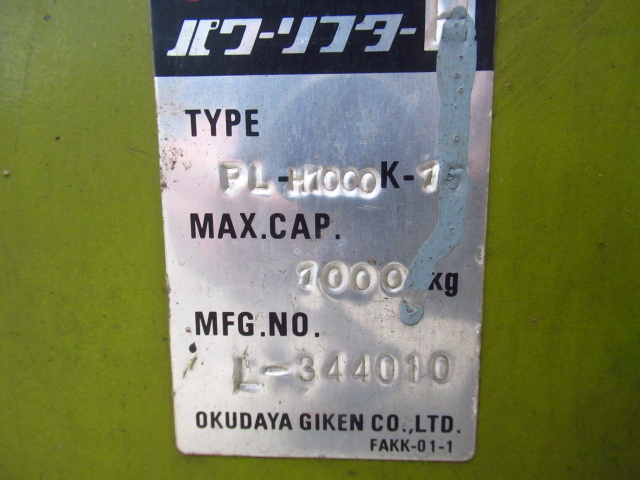 パワーリフター
TYPE
PL-H1000K-15
MAX.CAP.
1000 kg
MFG.NO.
L-344010
OKUDAYA GIKEN CO.,LTD.
FAKK-01-1